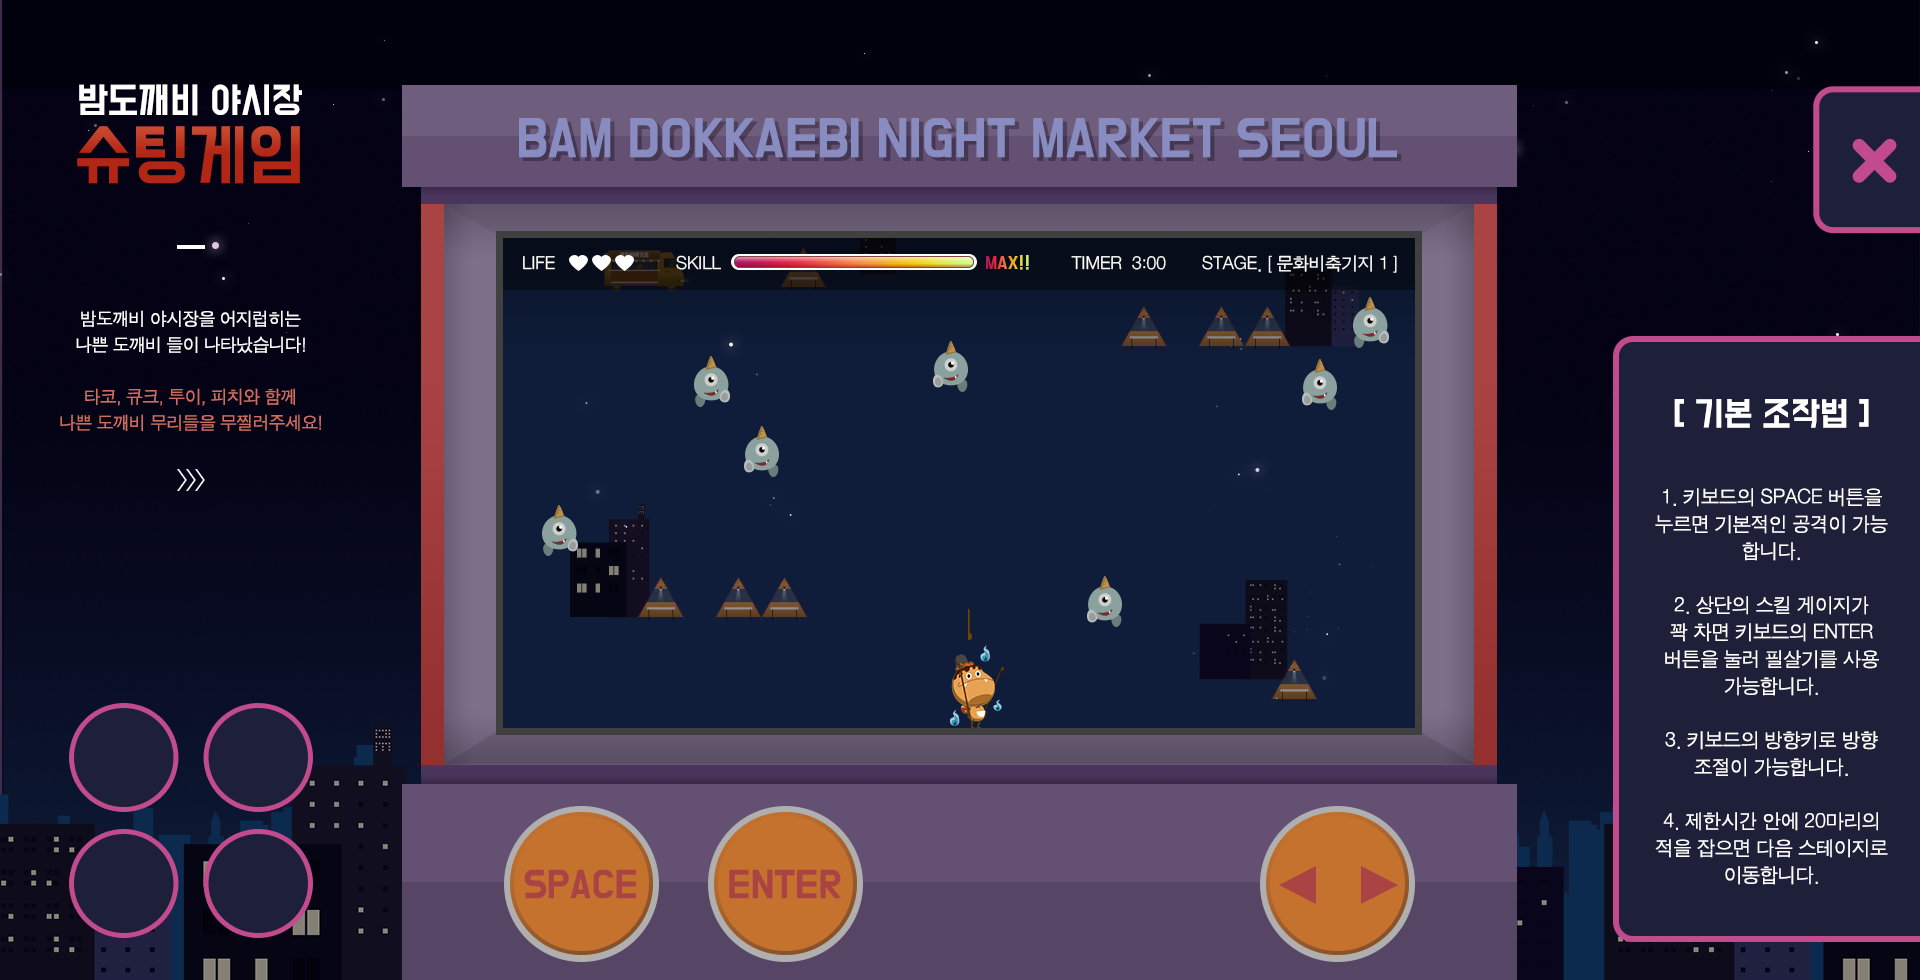 밤도깨비 야시장
슈팅게임
밤도깨비 야시장을 어지럽히는
나쁜 도깨비 들이 나타났습니다!
타코, 큐크, 투이, 피치와 함께
나쁜 도깨비 무리들을 무찔러주세요!
BAM DOKKAEBI NIGHT MARKET SEOUL
LIFE SKILL MAX!! TIMER 3:00 STAGE. [ 문화비축기지 1 ]
SPACE
ENTER
[ 기본 조작법 ]
1. 키보드의 SPACE 버튼을
누르면 기본적인 공격이 가능
합니다.
2. 상단의 스킬 게이지가
꽉 차면 키보드의 ENTER
버튼을 눌러 필살기를 사용
가능합니다.
3. 키보드의 방향키로 방향
조절이 가능합니다.
4. 제한시간 안에 20마리의
적을 잡으면 다음 스테이지로
이동합니다.